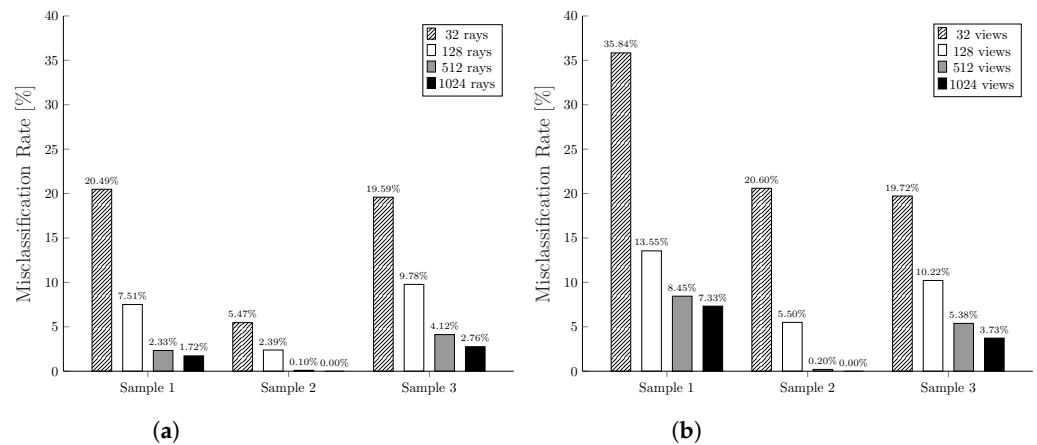 Misclassification Rate [%]
40
35
30
25
20
15
10
5
0
32 rays
128 rays
512 rays
1024 rays
20.49%
7.51%
2.33%
1.72%
5.47%
2.39%
0.10%
0.00%
19.59%
9.78%
4.12%
2.76%
Sample 1
Sample 2
Sample 3
(a)
Misclassification Rate [%]
40
35
30
25
20
15
10
5
0
32 views
128 views
512 views
1024 views
35.84%
13.55%
8.45%
7.33%
20.60%
5.50%
0.20%
0.00%
19.72%
10.22%
5.38%
3.73%
Sample 1
Sample 2
Sample 3
(b)